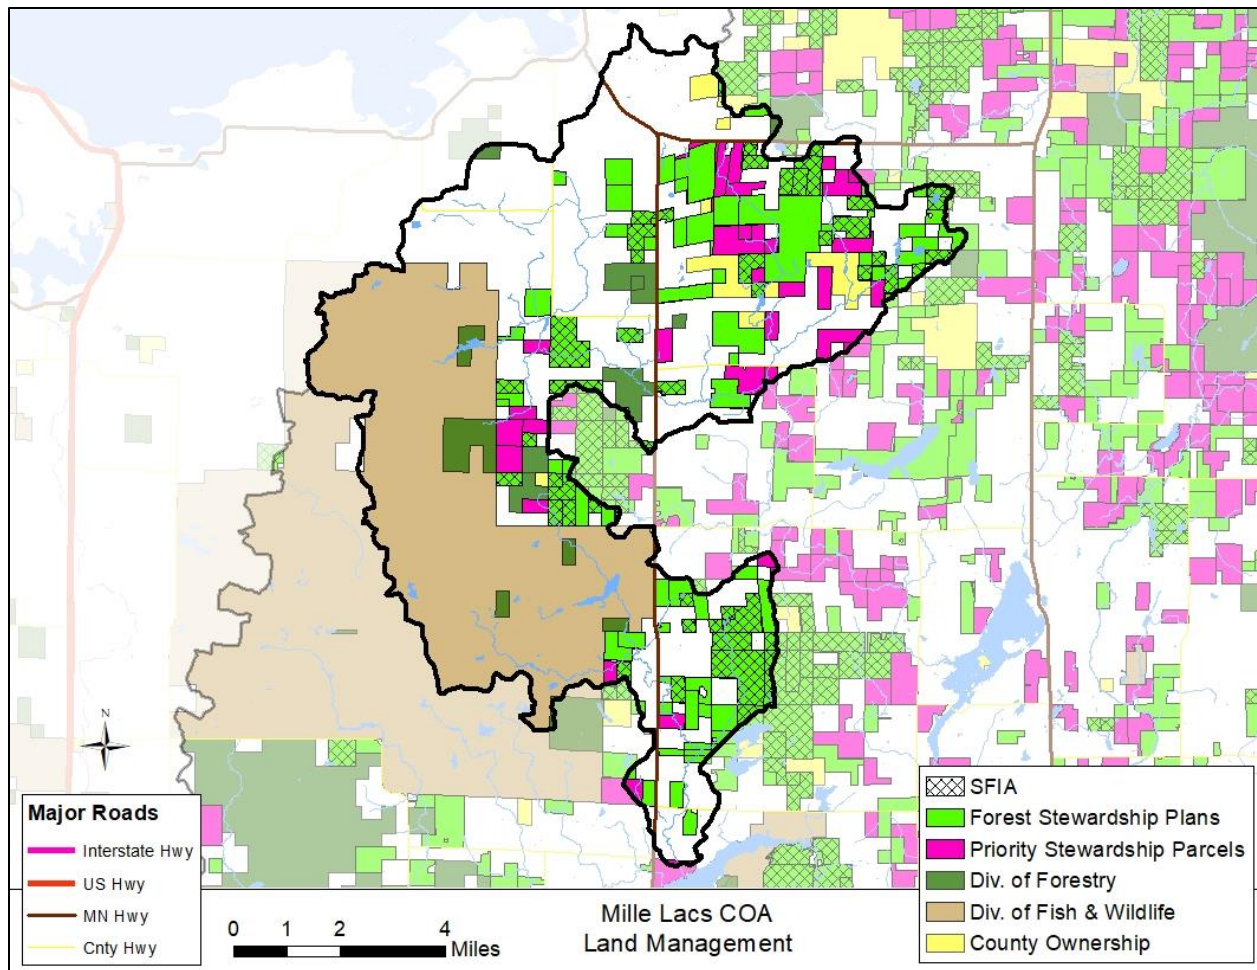 N
Major Roads
Interstate Hwy
US Hwy
MN Hwy
Cnty Hwy
0 1 2 4
Miles
Mille Lacs COA
Land Management
SFIA
Forest Stewardship Plans
Priority Stewardship Parcels
Div. of Forestry
Div. of Fish & Wildlife
County Ownership